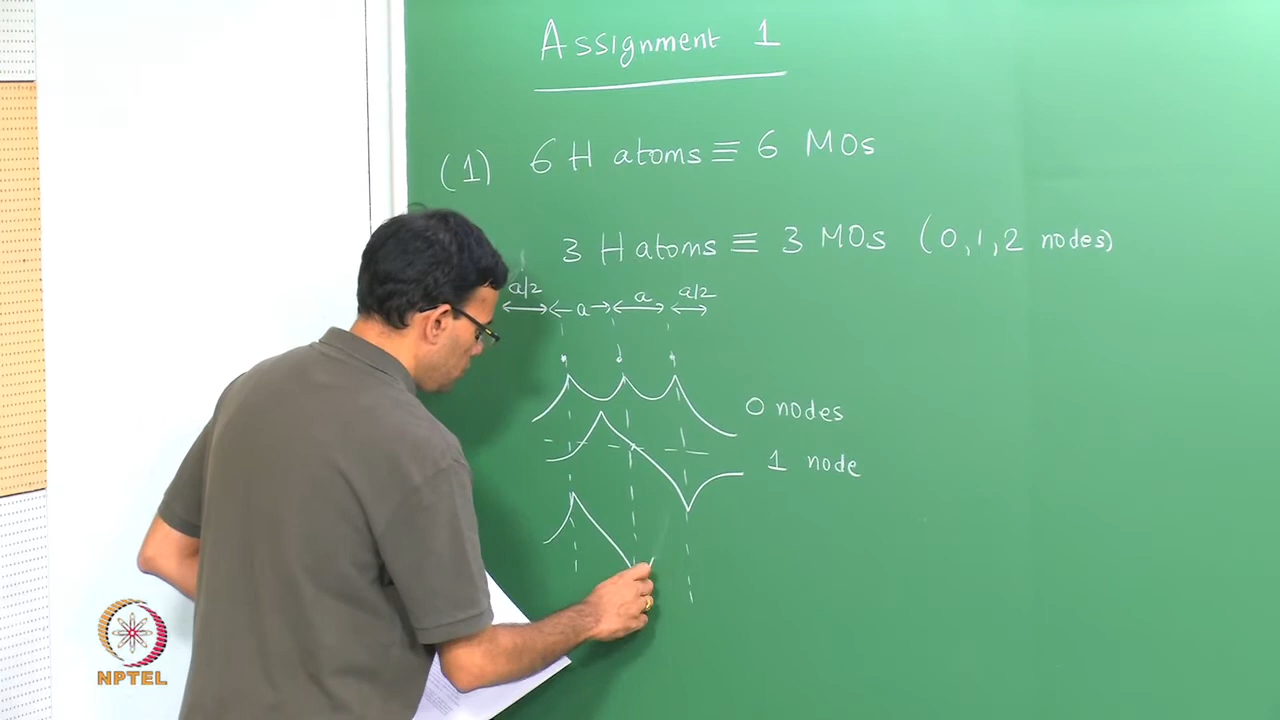 Assignment 1
(1) 6 H atoms ≡ 6 MOs
3 H atoms ≡ 3 MOs (0,1,2 nodes)
a/2 a a a/2
0 nodes
1 node
NPTEL